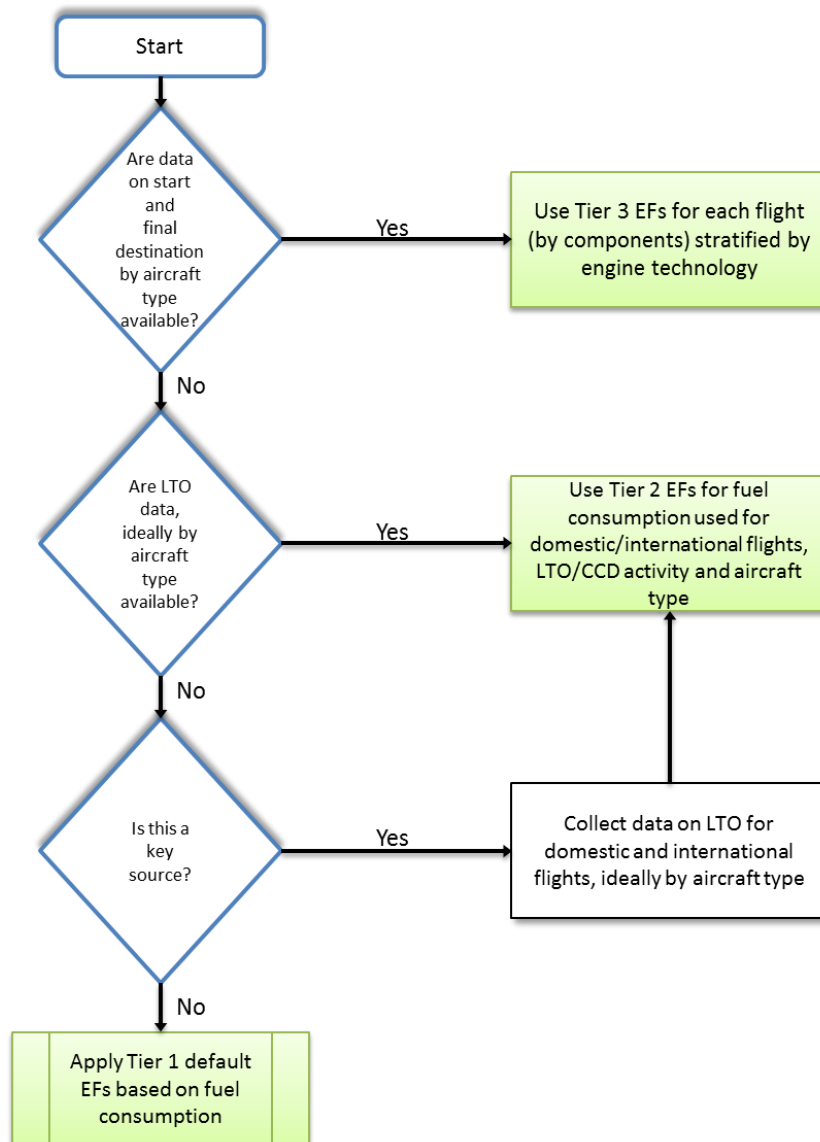 Start
Are data
on start
and
final
destination
by aircraft
type
available?
Yes
Use Tier 3 EFs for each flight
(by components) stratified by
engine technology
No
Are LTO
data,
ideally by
aircraft
type
available?
Yes
Use Tier 2 EFs for fuel
consumption used for
domestic/international flights,
LTO/CCD activity and aircraft
type
No
Is this a
key
source?
Yes
Collect data on LTO for
domestic and international
flights, ideally by aircraft type
No
Apply Tier 1 default
EFs based on fuel
consumption